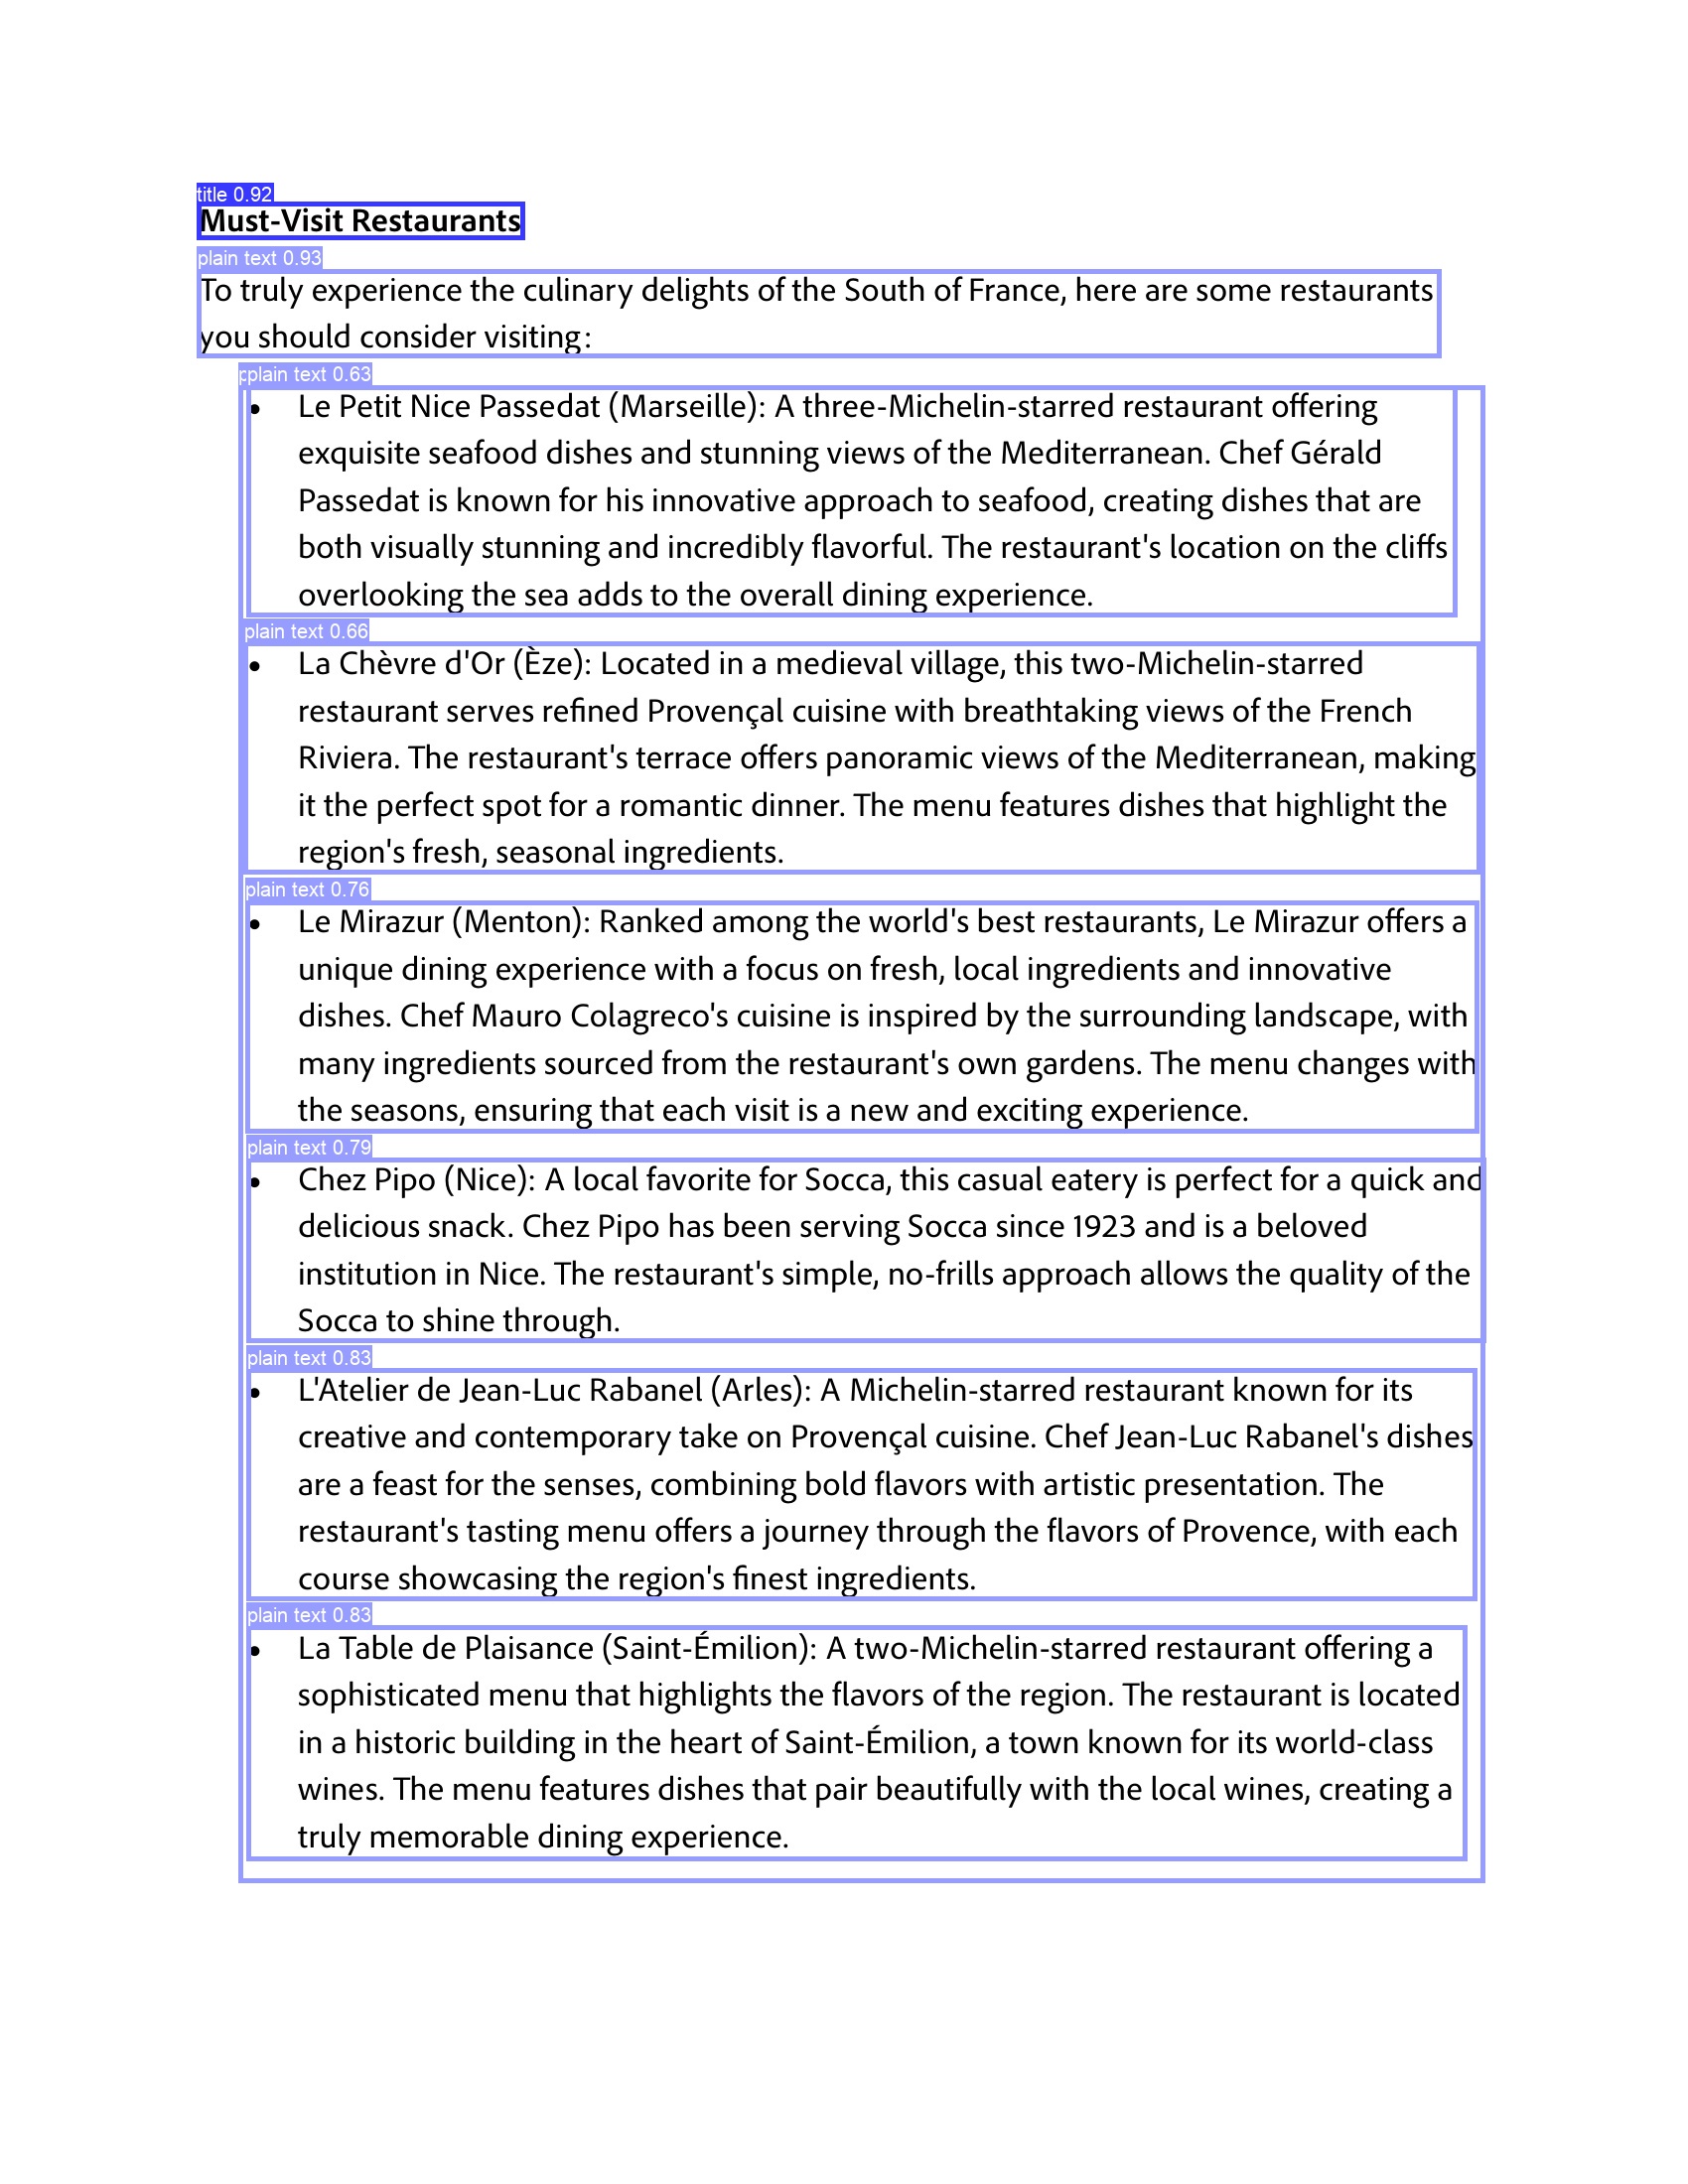 title 0.92
Must-Visit Restaurants
plain text 0.93
To truly experience the culinary delights of the South of France, here are some restaurants
you should consider visiting:
plain text 0.63
• Le Petit Nice Passedat (Marseille): A three-Michelin-starred restaurant offering
exquisite seafood dishes and stunning views of the Mediterranean. Chef Gérald
Passedat is known for his innovative approach to seafood, creating dishes that are
both visually stunning and incredibly flavorful. The restaurant's location on the cliffs
overlooking the sea adds to the overall dining experience.
plain text 0.66
• La Chèvre d'Or (Èze): Located in a medieval village, this two-Michelin-starred
restaurant serves refined Provençal cuisine with breathtaking views of the French
Riviera. The restaurant's terrace offers panoramic views of the Mediterranean, making
it the perfect spot for a romantic dinner. The menu features dishes that highlight the
region's fresh, seasonal ingredients.
plain text 0.76
• Le Mirazur (Menton): Ranked among the world's best restaurants, Le Mirazur offers a
unique dining experience with a focus on fresh, local ingredients and innovative
dishes. Chef Mauro Colagreco's cuisine is inspired by the surrounding landscape, with
many ingredients sourced from the restaurant's own gardens. The menu changes with
the seasons, ensuring that each visit is a new and exciting experience.
plain text 0.79
• Chez Pipo (Nice): A local favorite for Socca, this casual eatery is perfect for a quick and
delicious snack. Chez Pipo has been serving Socca since 1923 and is a beloved
institution in Nice. The restaurant's simple, no-frills approach allows the quality of the
Socca to shine through.
plain text 0.83
• L'Atelier de Jean-Luc Rabanel (Arles): A Michelin-starred restaurant known for its
creative and contemporary take on Provençal cuisine. Chef Jean-Luc Rabanel's dishes
are a feast for the senses, combining bold flavors with artistic presentation. The
restaurant's tasting menu offers a journey through the flavors of Provence, with each
course showcasing the region's finest ingredients.
plain text 0.83
• La Table de Plaisance (Saint-Émilion): A two-Michelin-starred restaurant offering a
sophisticated menu that highlights the flavors of the region. The restaurant is located
in a historic building in the heart of Saint-Émilion, a town known for its world-class
wines. The menu features dishes that pair beautifully with the local wines, creating a
truly memorable dining experience.